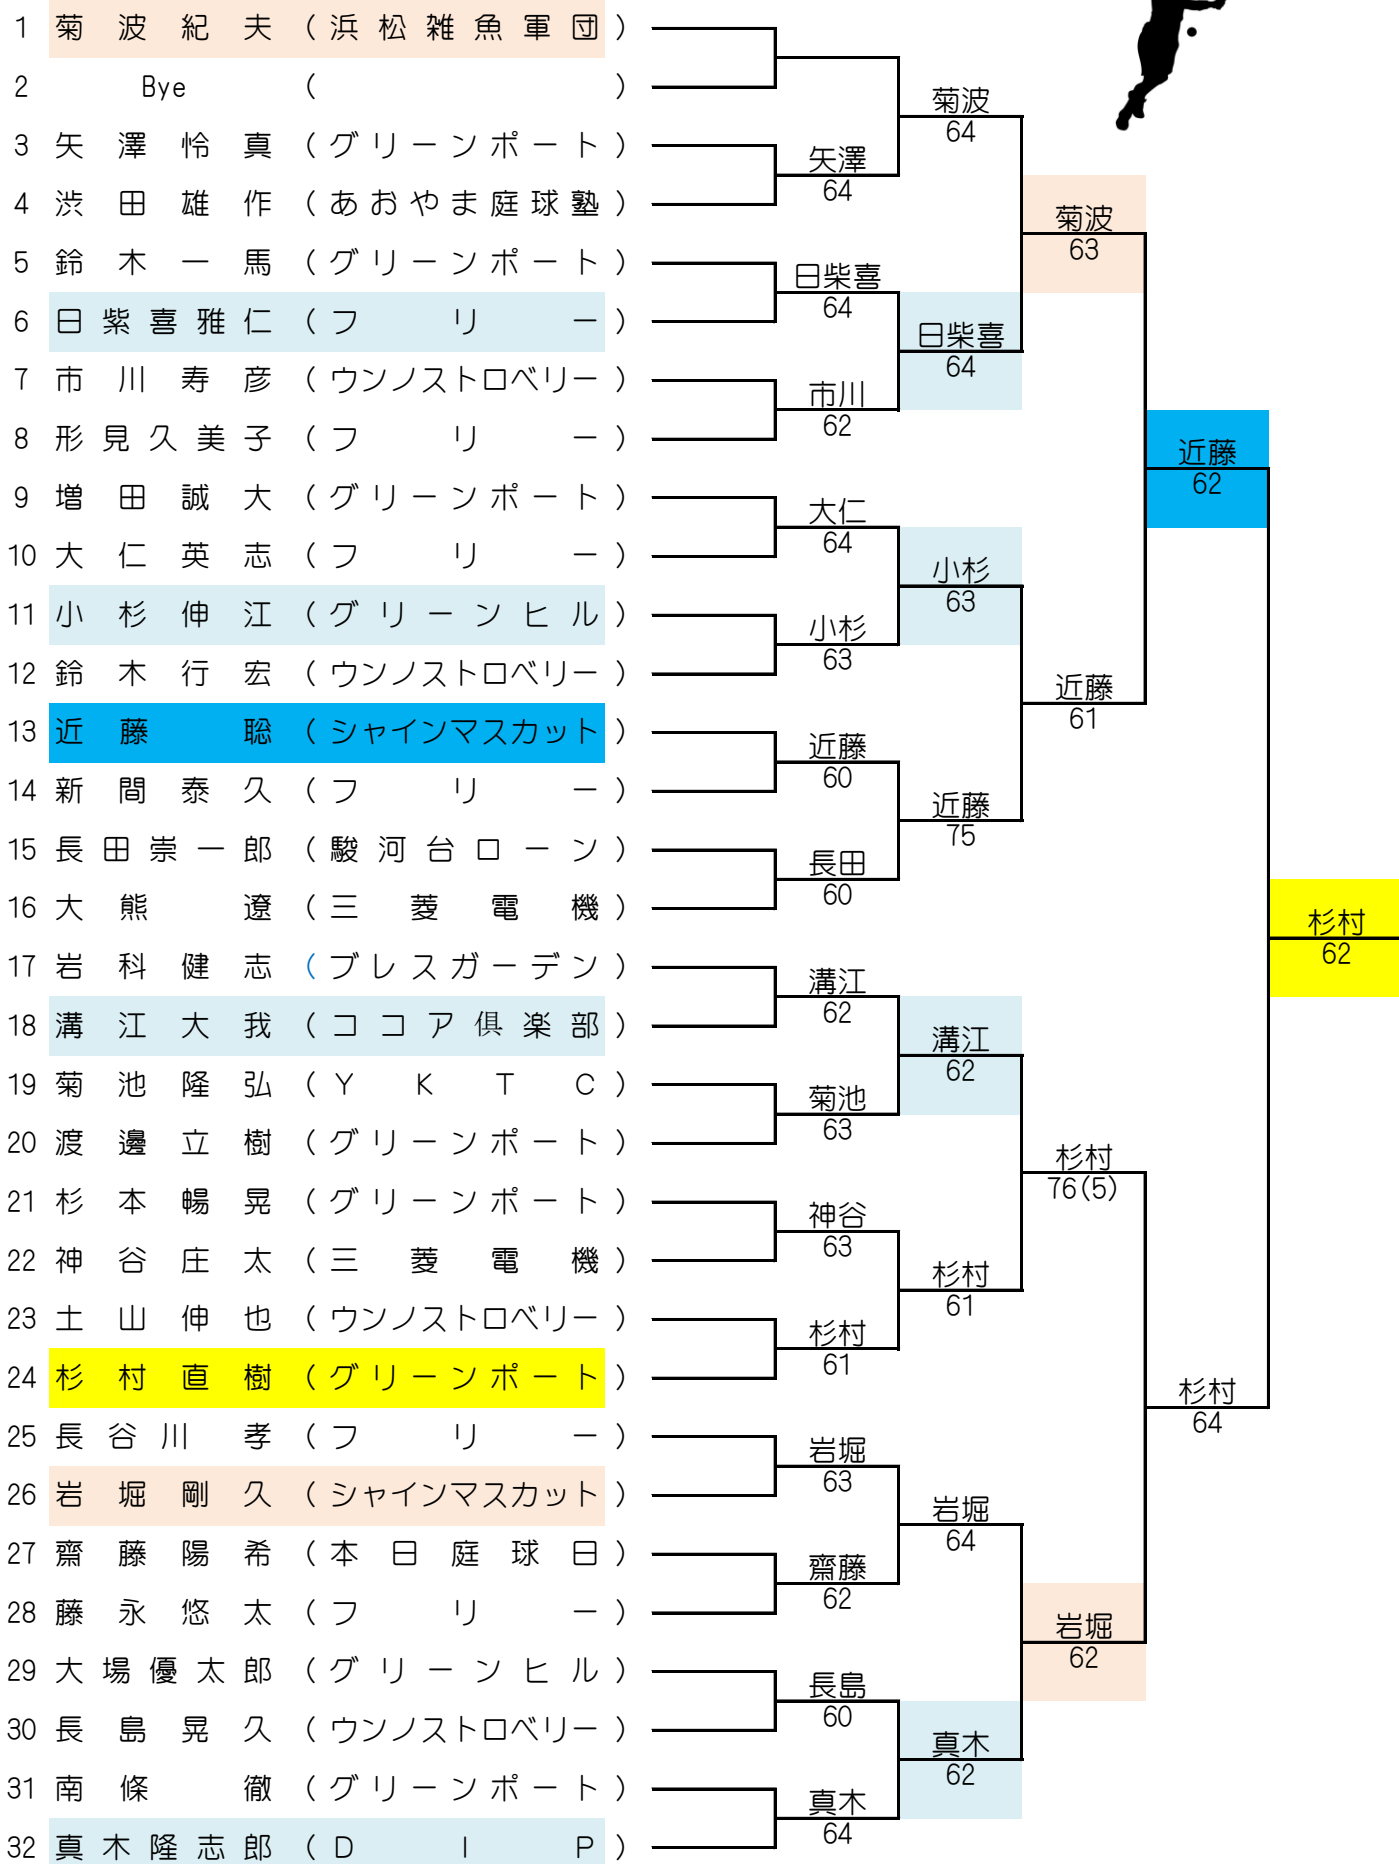 1 菊波紀夫 (浜松雑魚軍団)
2 Bye ( )
3 矢澤怜真 (グリーンポート)
4 渋田雄作 (あおやま庭球塾)
5 鈴木一馬 (グリーンポート)
6 日紫喜雅仁 (フリー)
7 市川寿彦 (ウンノストロベリー)
8 形見久美子 (フリー)
9 増田誠大 (グリーンポート)
10 大仁英志 (フリー)
11 小杉伸江 (グリーンヒル)
12 鈴木行宏 (ウンノストロベリー)
13 近藤聡 (シャインマスカット)
14 新間泰久 (フリー)
15 長田崇一郎 (駿河台ローン)
16 大熊遼 (三菱電機)
17 岩科健志 (ブレスガーデン)
18 溝江大我 (ココア倶楽部)
19 菊池隆弘 (YKTC)
20 渡邊立樹 (グリーンポート)
21 杉本暢晃 (グリーンポート)
22 神谷庄太 (三菱電機)
23 土山伸也 (ウンノストロベリー)
24 杉村直樹 (グリーンポート)
25 長谷川孝 (フリー)
26 岩堀剛久 (シャインマスカット)
27 齋藤陽希 (本日庭球日)
28 藤永悠太 (フリー)
29 大場優太郎 (グリーンヒル)
30 長島晃久 (ウンノストロベリー)
31 南條徹 (グリーンポート)
32 真木隆志郎 (DIP)
矢澤
64
日柴喜
64
市川
62
大仁
64
小杉
63
近藤
60
長田
60
溝江
62
菊池
63
神谷
63
杉村
61
岩堀
63
齋藤
62
長島
60
真木
64
菊波
64
日柴喜
64
小杉
63
近藤
75
溝江
62
杉村
61
岩堀
64
真木
62
菊波
63
近藤
61
杉村
76(5)
岩堀
62
近藤
62
杉村
64
杉村
62